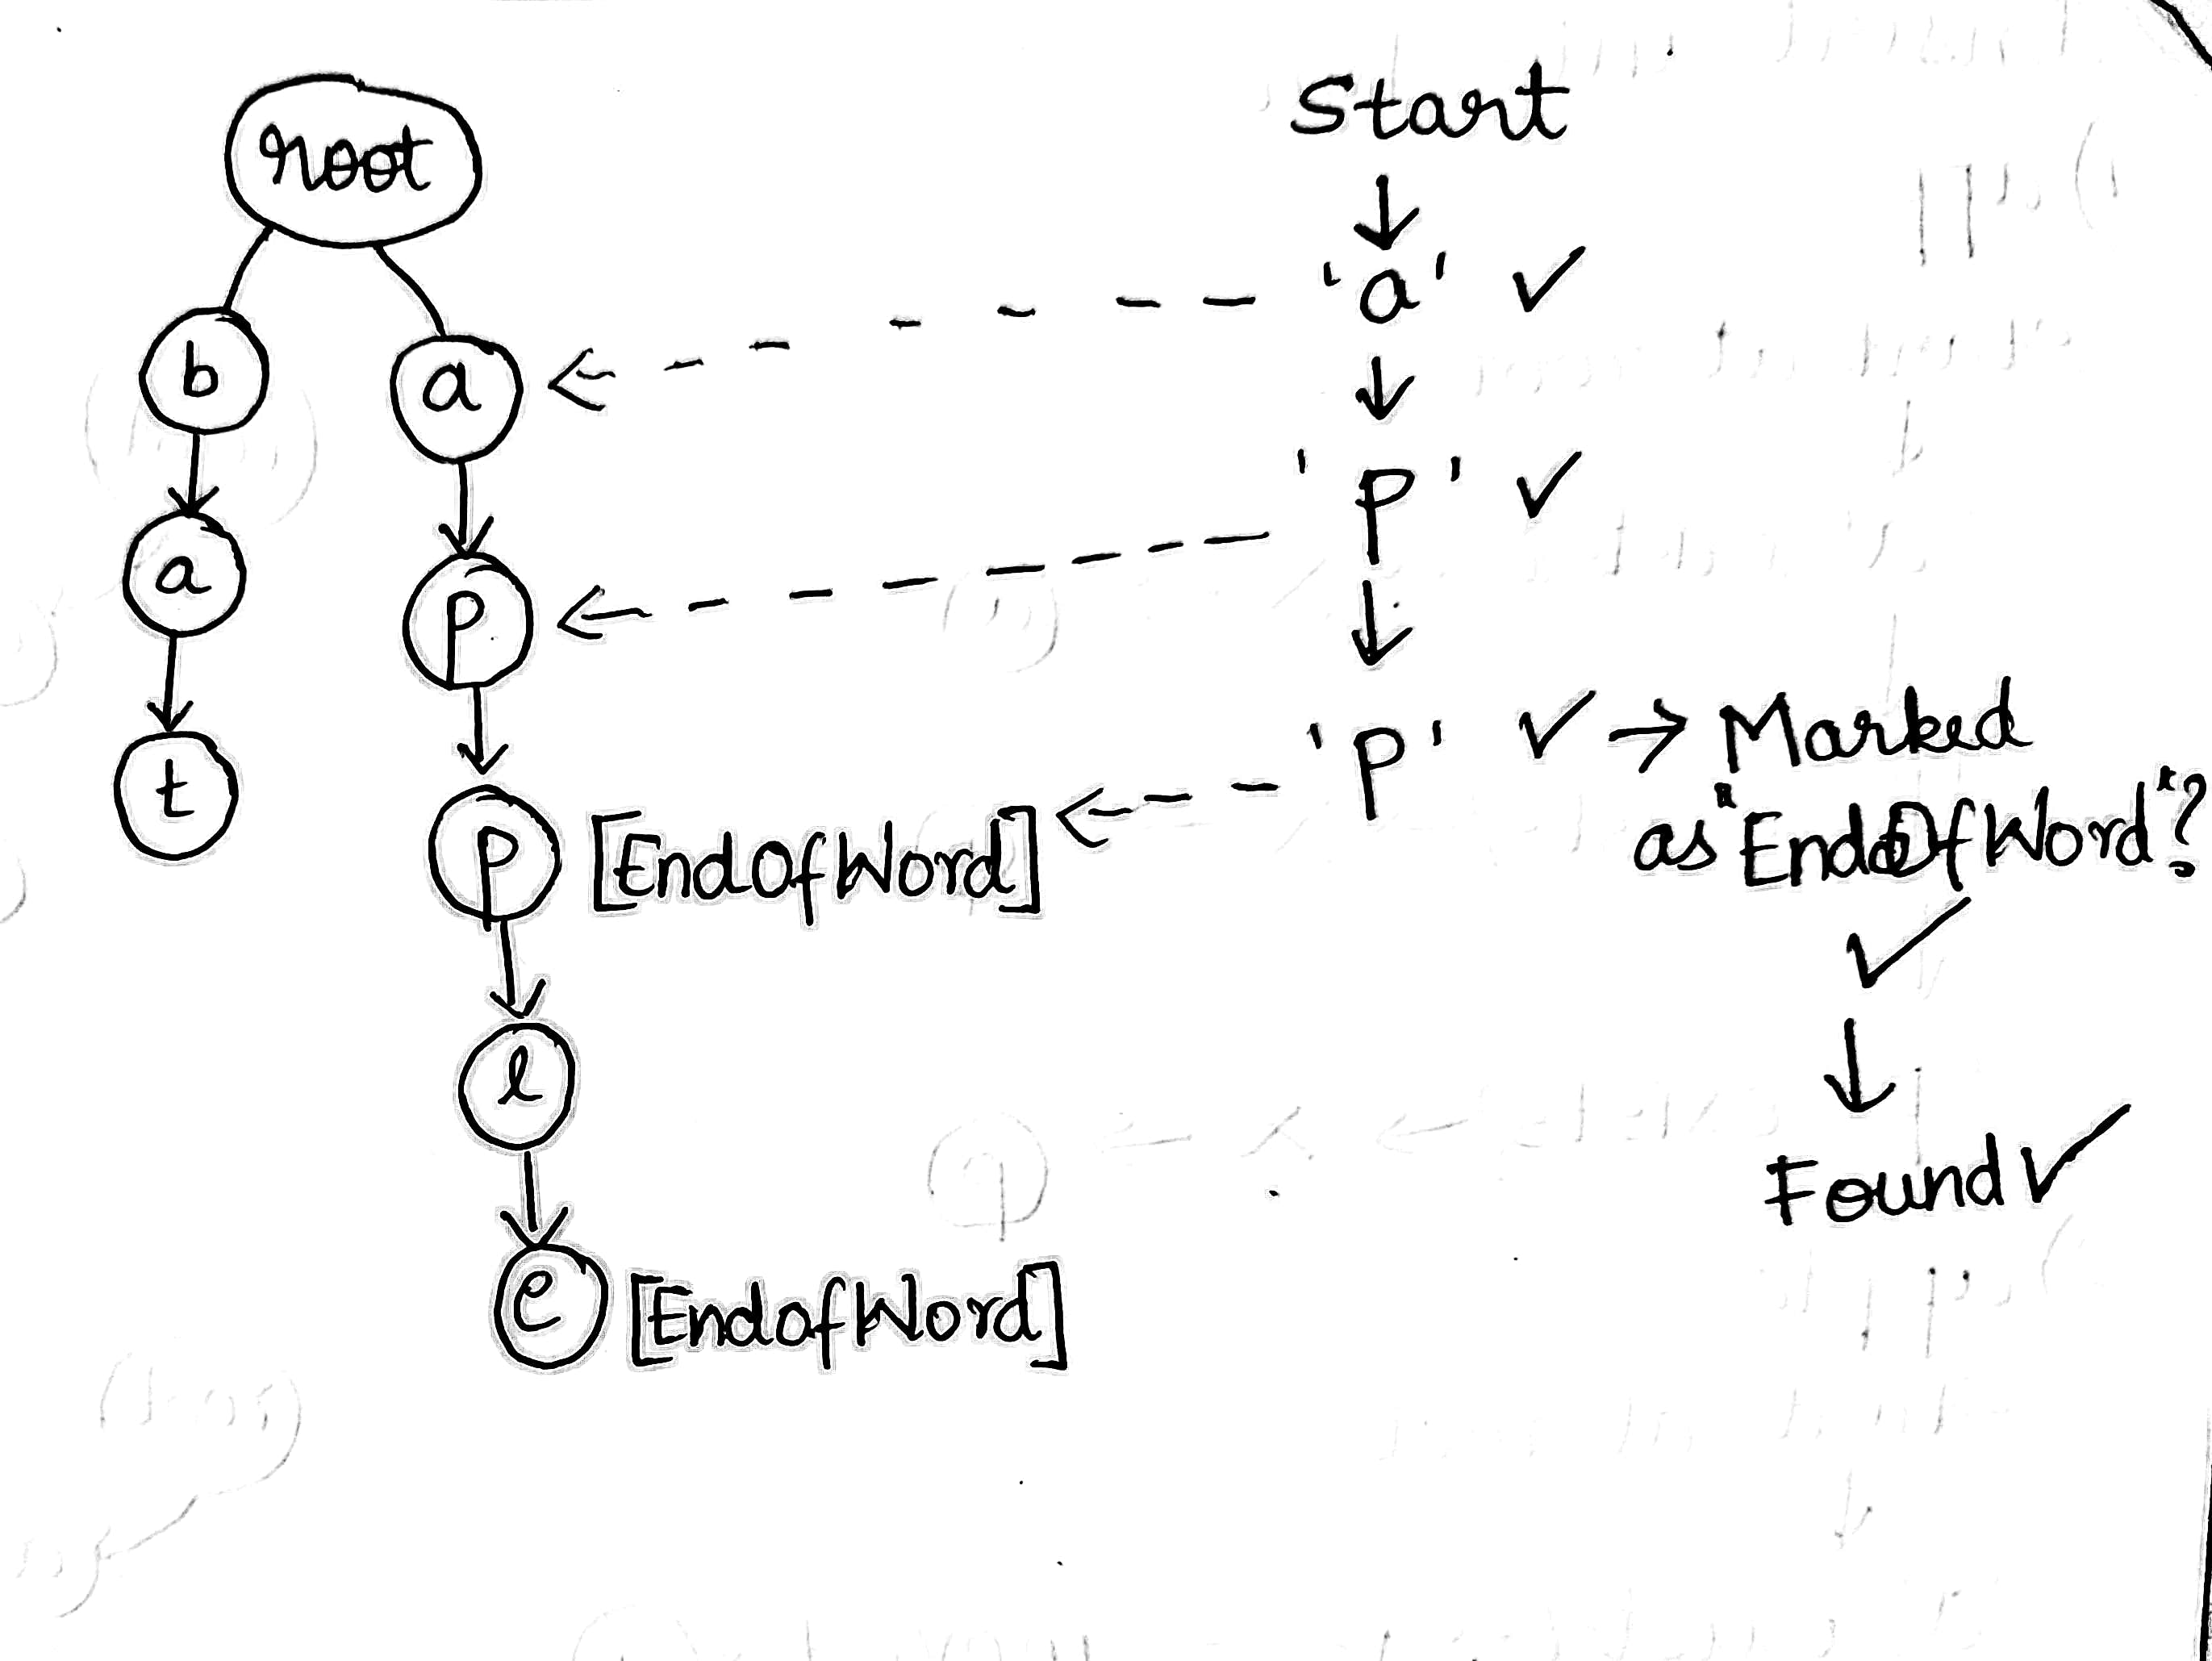 root
Start
b
a
'a' ✓
a
p
'p' ✓
t
p [EndOfWord]
'p' ✓ → Marked
as "EndOfWord"?
✓
l
Found ✓
e [EndofWord]